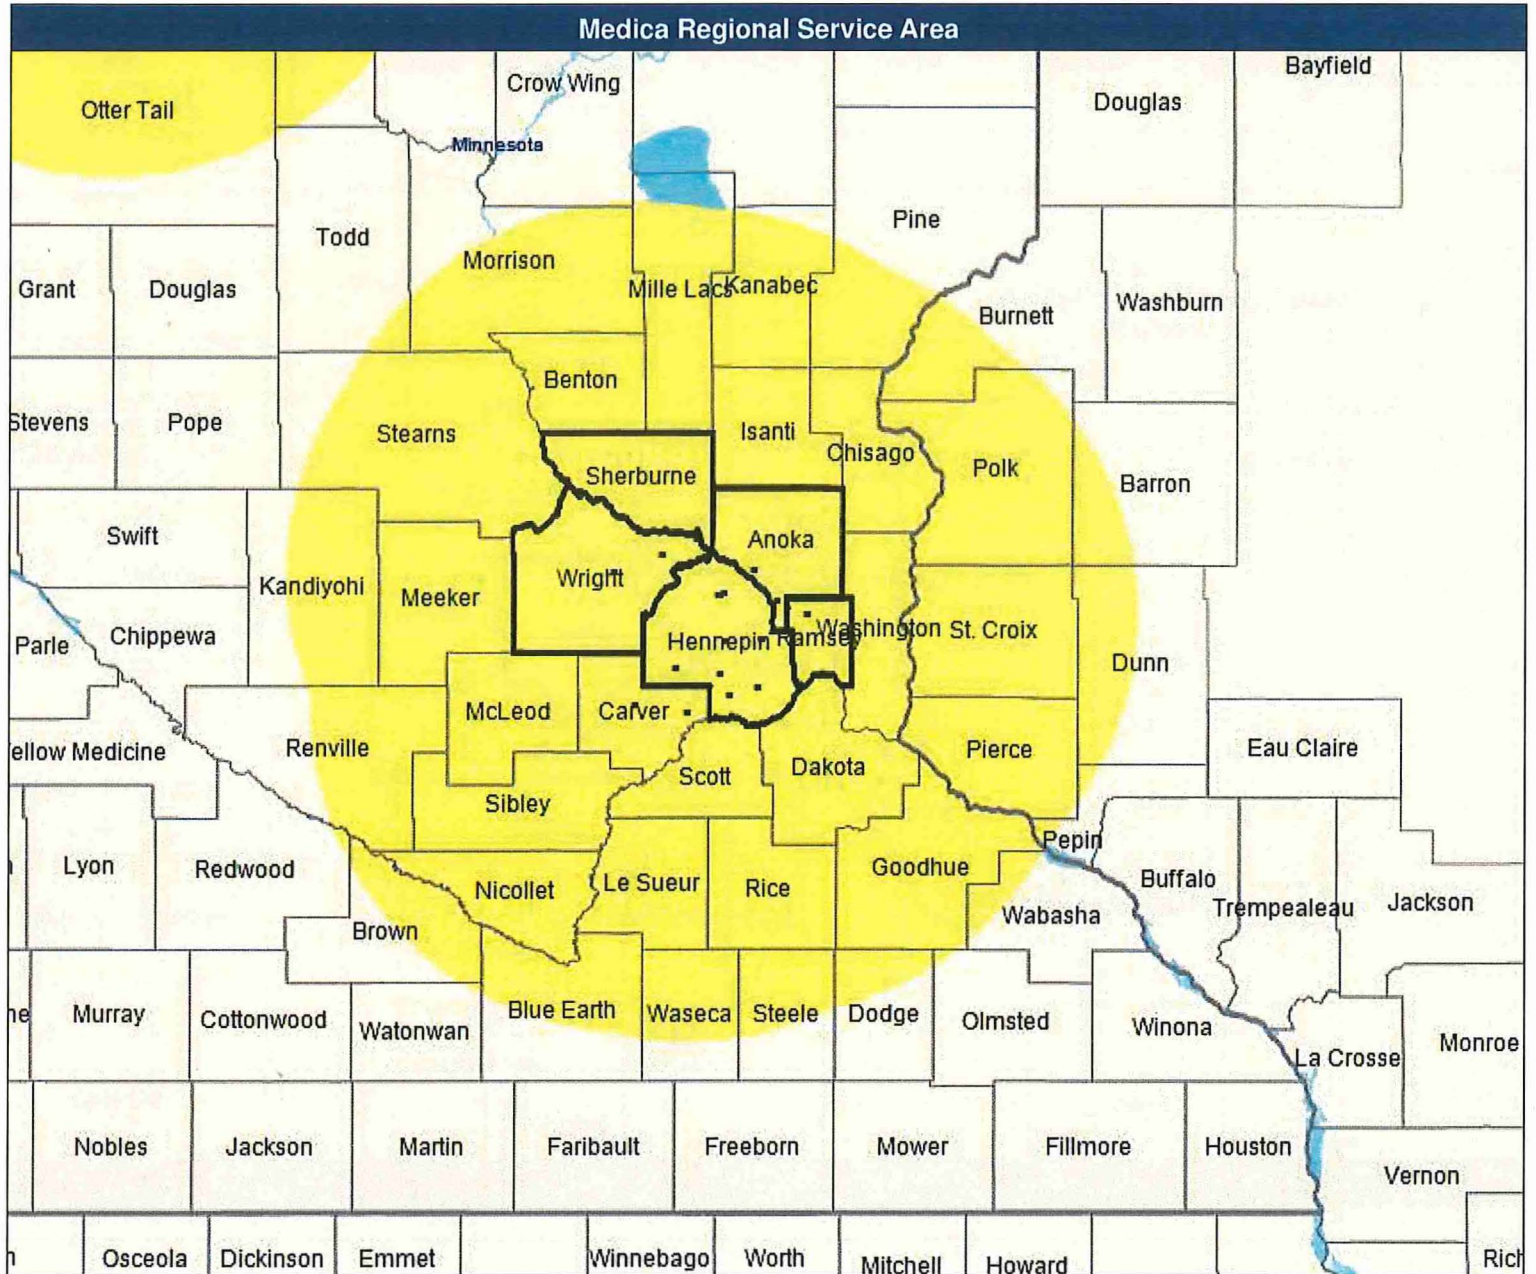 Medica Regional Service Area
Crow Wing
Bayfield
Otter Tail
Douglas
Minnesota
Pine
Todd
Morrison
Grant
Douglas
Mille Lacs
Kanabec
Washburn
Burnett
Benton
Stevens
Pope
Stearns
Isanti
Chisago
Polk
Sherburne
Barron
Swift
Anoka
Wright
Kandiyohi
Meeker
Parle
Chippewa
Hennepin
Ramsey
Washington
St. Croix
Dunn
McLeod
Carver
ellow Medicine
Renville
Pierce
Eau Claire
Scott
Dakota
Sibley
Pepin
Lyon
Redwood
Goodhue
Nicollet
Le Sueur
Rice
Buffalo
Trempealeau
Jackson
Wabasha
Brown
ne
Murray
Cottonwood
Watonwan
Blue Earth
Waseca
Steele
Dodge
Olmsted
Winona
La Crosse
Monroe
Nobles
Jackson
Martin
Faribault
Freeborn
Mower
Fillmore
Houston
Vernon
Osceola
Dickinson
Emmet
Winnebago
Worth
Mitchell
Howard
Rich